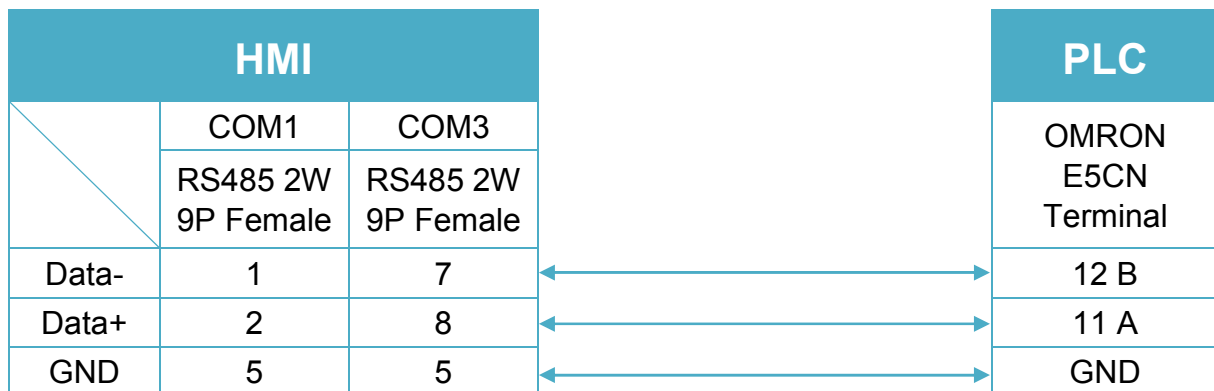 HMI
PLC
COM1 COM3
RS485 2W RS485 2W
9P Female 9P Female
OMRON
E5CN
Terminal
Data- 1 7 12 B
Data+ 2 8 11 A
GND 5 5 GND